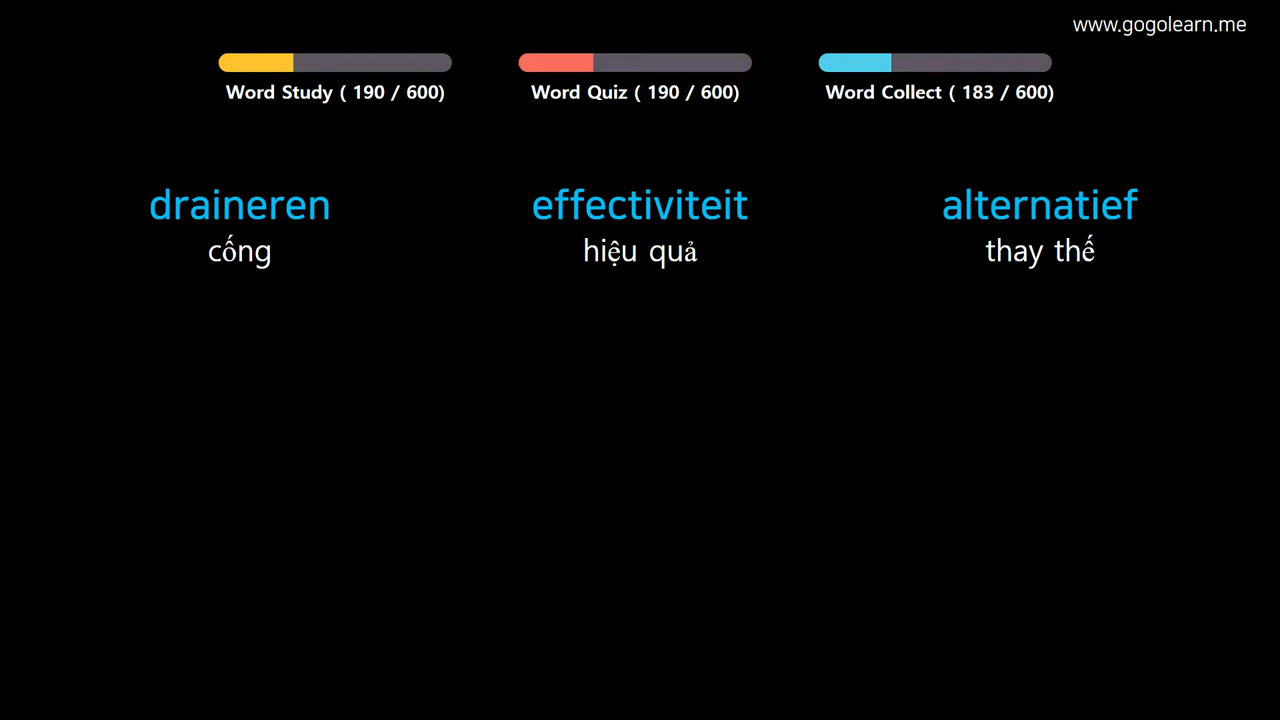 www.gogolearn.me
Word Study ( 190 / 600)
Word Quiz ( 190 / 600)
Word Collect ( 183 / 600)
draineren
cống
effectiviteit
hiệu quả
alternatief
thay thế